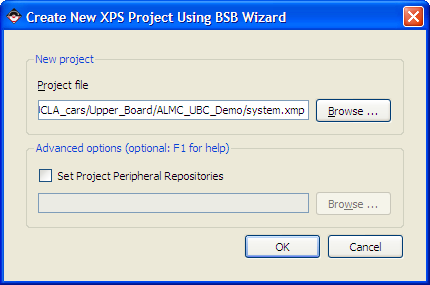 Create New XPS Project Using BSB Wizard
New project
Project file
ICLA_cars/Upper_Board/ALMC_UBC_Demo/system.xmp
Browse ...
Advanced options (optional: F1 for help)
Set Project Peripheral Repositories
Browse ...
OK
Cancel